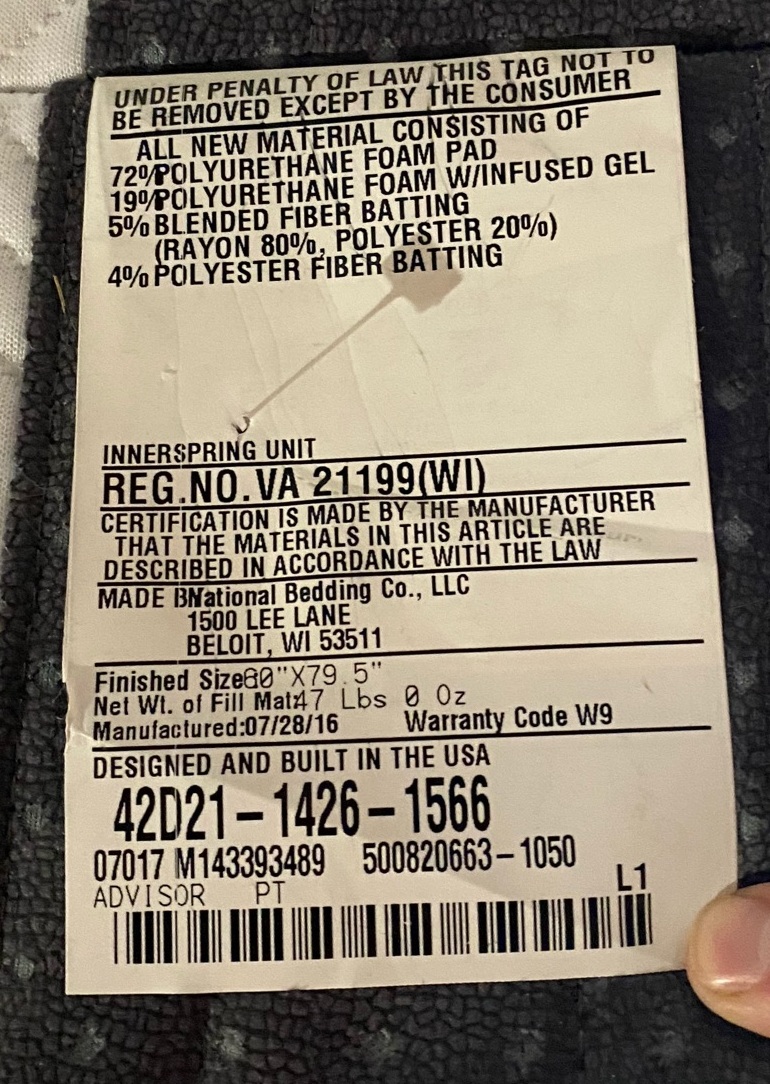 UNDER PENALTY OF LAW THIS TAG NOT TO
BE REMOVED EXCEPT BY THE CONSUMER
ALL NEW MATERIAL CONSISTING OF
72%POLYURETHANE FOAM PAD
19%POLYURETHANE FOAM W/INFUSED GEL
5% BLENDED FIBER BATTING
(RAYON 80%, POLYESTER 20%)
4% POLYESTER FIBER BATTING
INNERSPRING UNIT
REG.NO.VA 21199(WI)
CERTIFICATION IS MADE BY THE MANUFACTURER
THAT THE MATERIALS IN THIS ARTICLE ARE
DESCRIBED IN ACCORDANCE WITH THE LAW
MADE BNational Bedding Co., LLC
1500 LEE LANE
BELOIT, WI 53511
Finished Size 60"X79.5"
Net Wt. of Fill Mat:47 Lbs 0 Oz
Manufactured:07/28/16 Warranty Code W9
DESIGNED AND BUILT IN THE USA
42D21-1426-1566
07017 M143393489 500820663-1050
ADVISOR PT L1